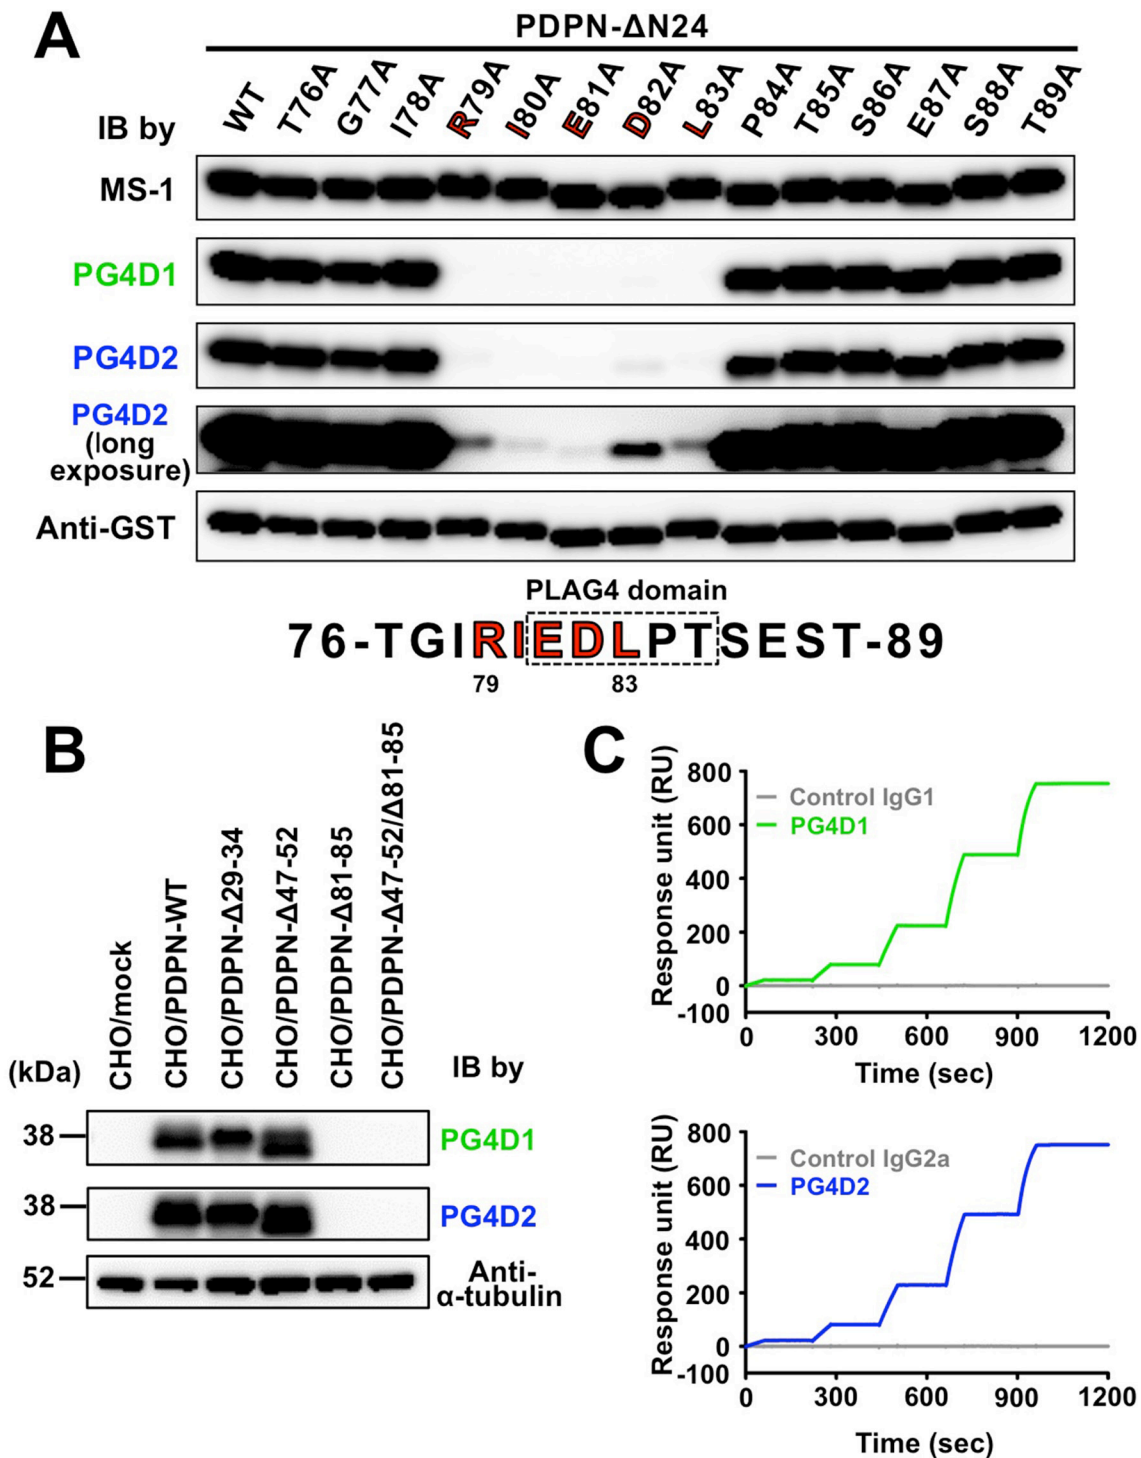 A
PDPN-ΔN24
IB by
WT
T76A
G77A
I78A
R79A
I80A
E81A
D82A
L83A
P84A
T85A
S86A
E87A
S88A
T89A
MS-1
PG4D1
PG4D2
PG4D2
(long
exposure)
Anti-GST
PLAG4 domain
76-TGIRIEDLPTSEST-89
79
83
B
CHO/mock
CHO/PDPN-WT
CHO/PDPN-Δ29-34
CHO/PDPN-Δ47-52
CHO/PDPN-Δ81-85
CHO/PDPN-Δ47-52/Δ81-85
(kDa)
IB by
38
PG4D1
38
PG4D2
52
Anti-
α-tubulin
C
Response unit (RU)
800
600
400
200
0
-100
Control IgG1
PG4D1
0 300 600 900 1200
Time (sec)
Response unit (RU)
800
600
400
200
0
-100
Control IgG2a
PG4D2
0 300 600 900 1200
Time (sec)